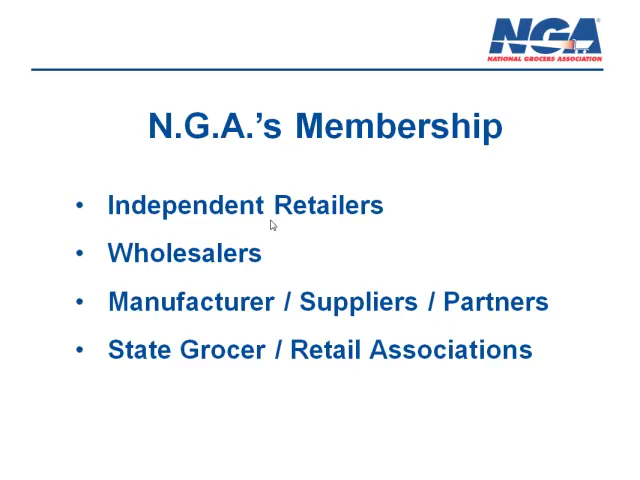 NGA®
NATIONAL GROCERS ASSOCIATION
N.G.A.’s Membership
• Independent Retailers
• Wholesalers
• Manufacturer / Suppliers / Partners
• State Grocer / Retail Associations